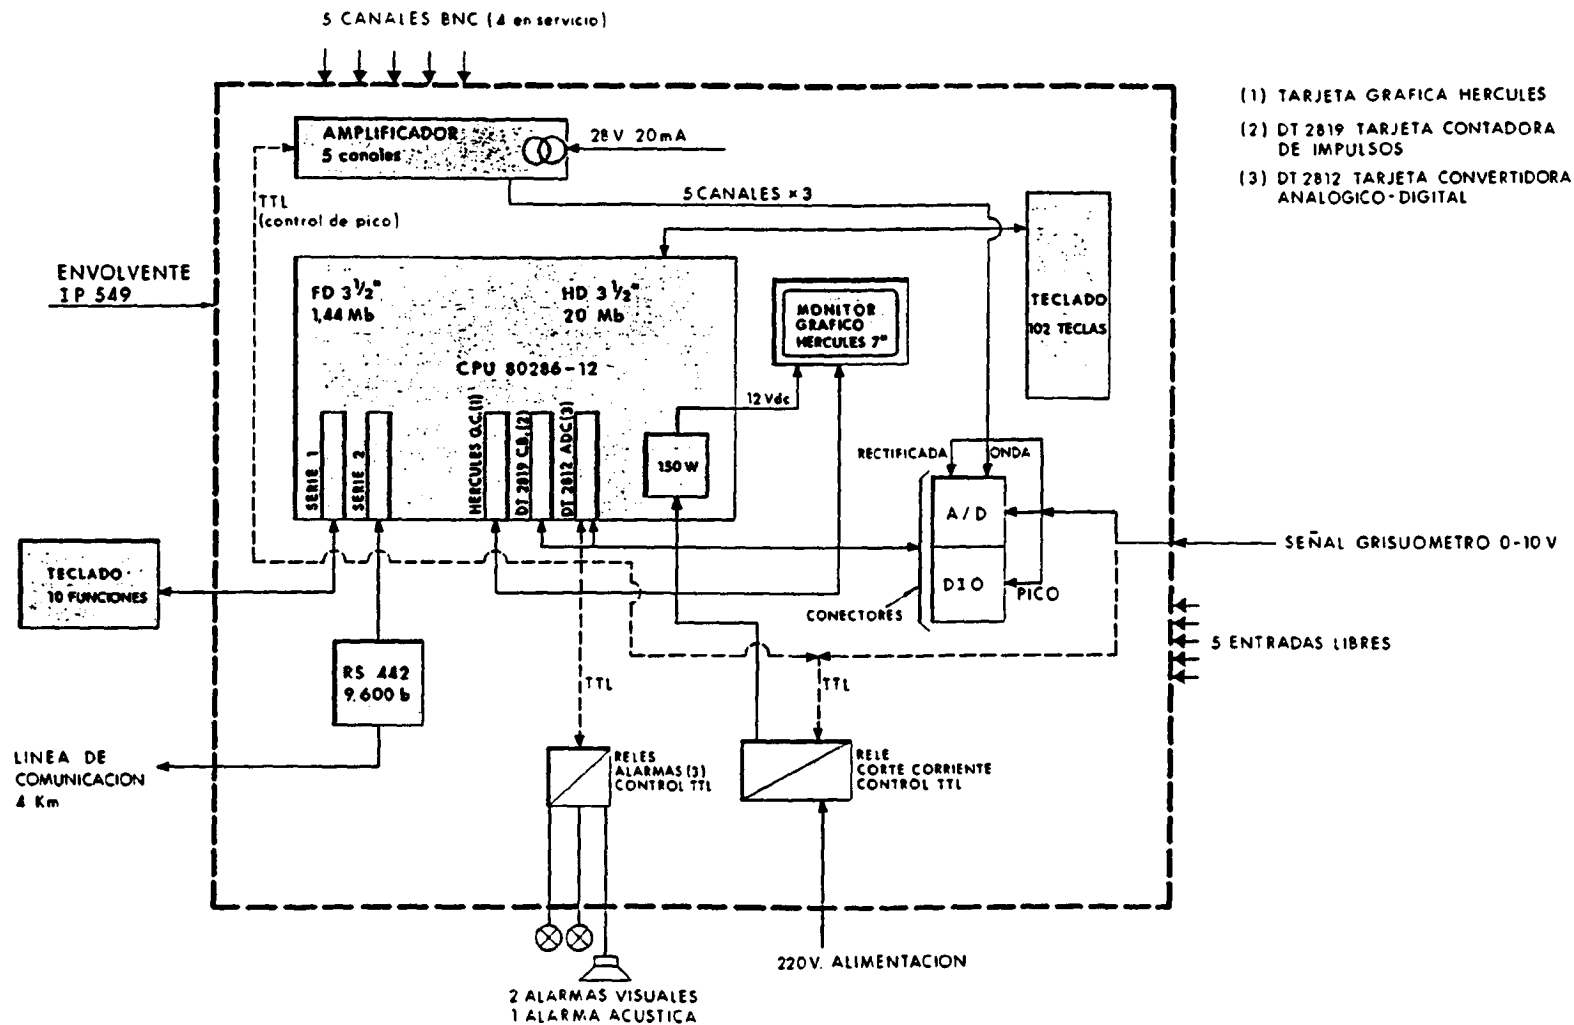 5 CANALES BNC (4 en servicio)
(1) TARJETA GRAFICA HERCULES
(2) DT 2819 TARJETA CONTADORA
DE IMPULSOS
(3) DT 2812 TARJETA CONVERTIDORA
ANALOGICO-DIGITAL
AMPLIFICADOR
5 canales
28 V 20mA
TTL
(control de pico)
5 CANALES × 3
ENVOLVENTE
IP 549
FD 3 1/2"
1,44 Mb
HD 3 1/2"
20 Mb
CPU 80286-12
MONITOR
GRAFICO
HERCULES 7"
TECLADO
102 TECLAS
12 Vdc
SERIE 1
SERIE 2
HERCULES O.C.(1)
DT 2819 C.B.(2)
DT 2812 ADC(3)
150 W
RECTIFICADA
ONDA
A/D
DIO
PICO
CONECTORES
SEÑAL GRISUOMETRO 0-10 V
5 ENTRADAS LIBRES
TECLADO
10 FUNCIONES
RS 442
9.600 b
LINEA DE
COMUNICACION
4 Km
TTL
TTL
RELES
ALARMAS (3)
CONTROL TTL
RELE
CORTE CORRIENTE
CONTROL TTL
220V. ALIMENTACION
2 ALARMAS VISUALES
1 ALARMA ACUSTICA